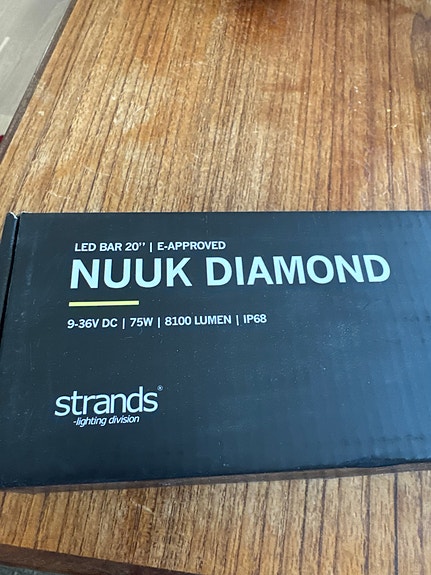 LED BAR 20’’ | E-APPROVED
NUUK DIAMOND
9-36V DC | 75W | 8100 LUMEN | IP68
strands®
-lighting division